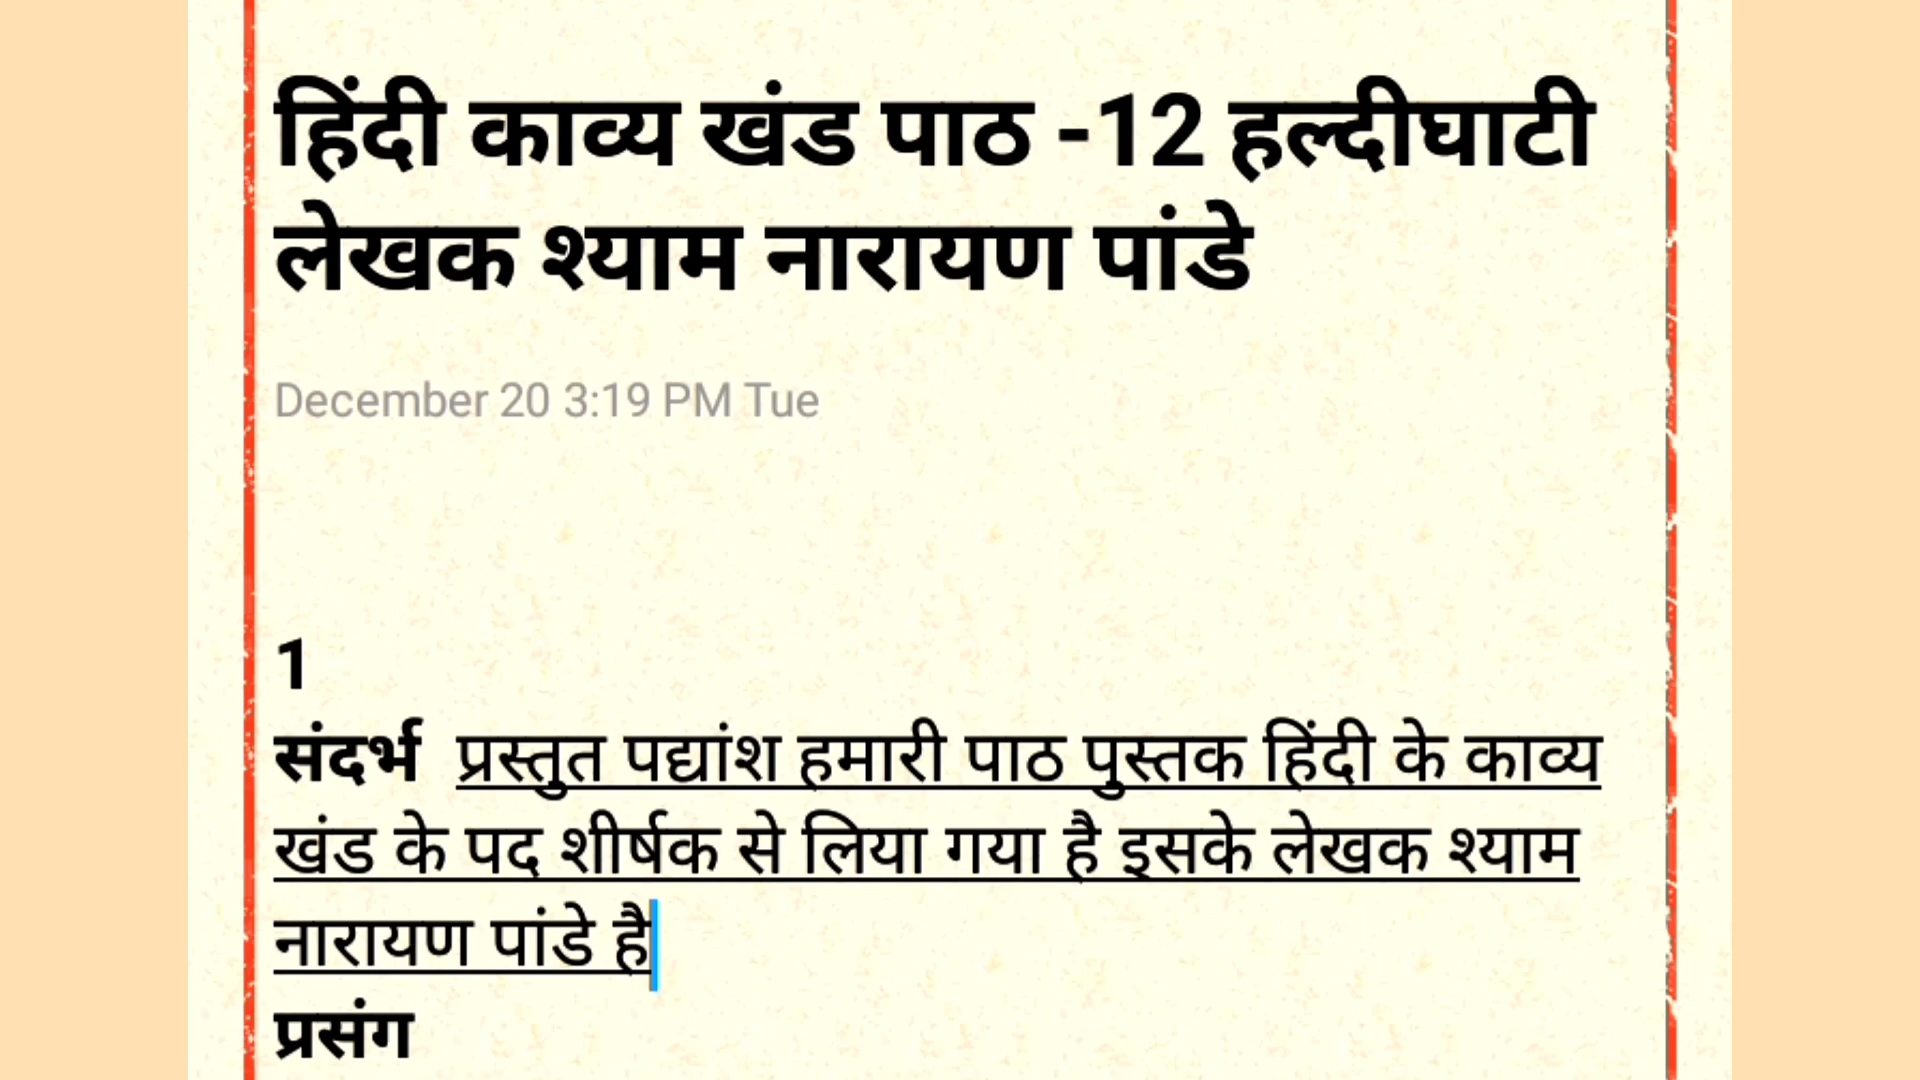 हिंदी काव्य खंड पाठ -12 हल्दीघाटी
लेखक श्याम नारायण पांडे
December 20 3:19 PM Tue
1
संदर्भ प्रस्तुत पद्यांश हमारी पाठ पुस्तक हिंदी के काव्य
खंड के पद शीर्षक से लिया गया है इसके लेखक श्याम
नारायण पांडे है
प्रसंग